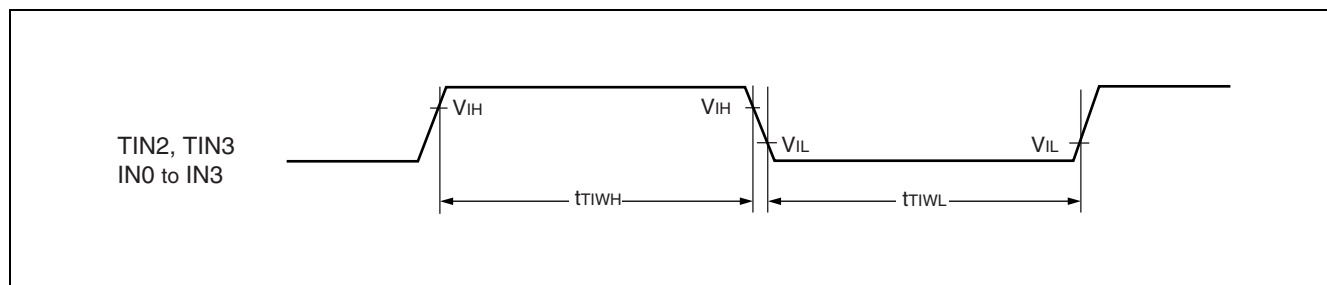 VIH
VIH
TIN2, TIN3
IN0 to IN3
VIL
VIL
tTIWH
tTIWL